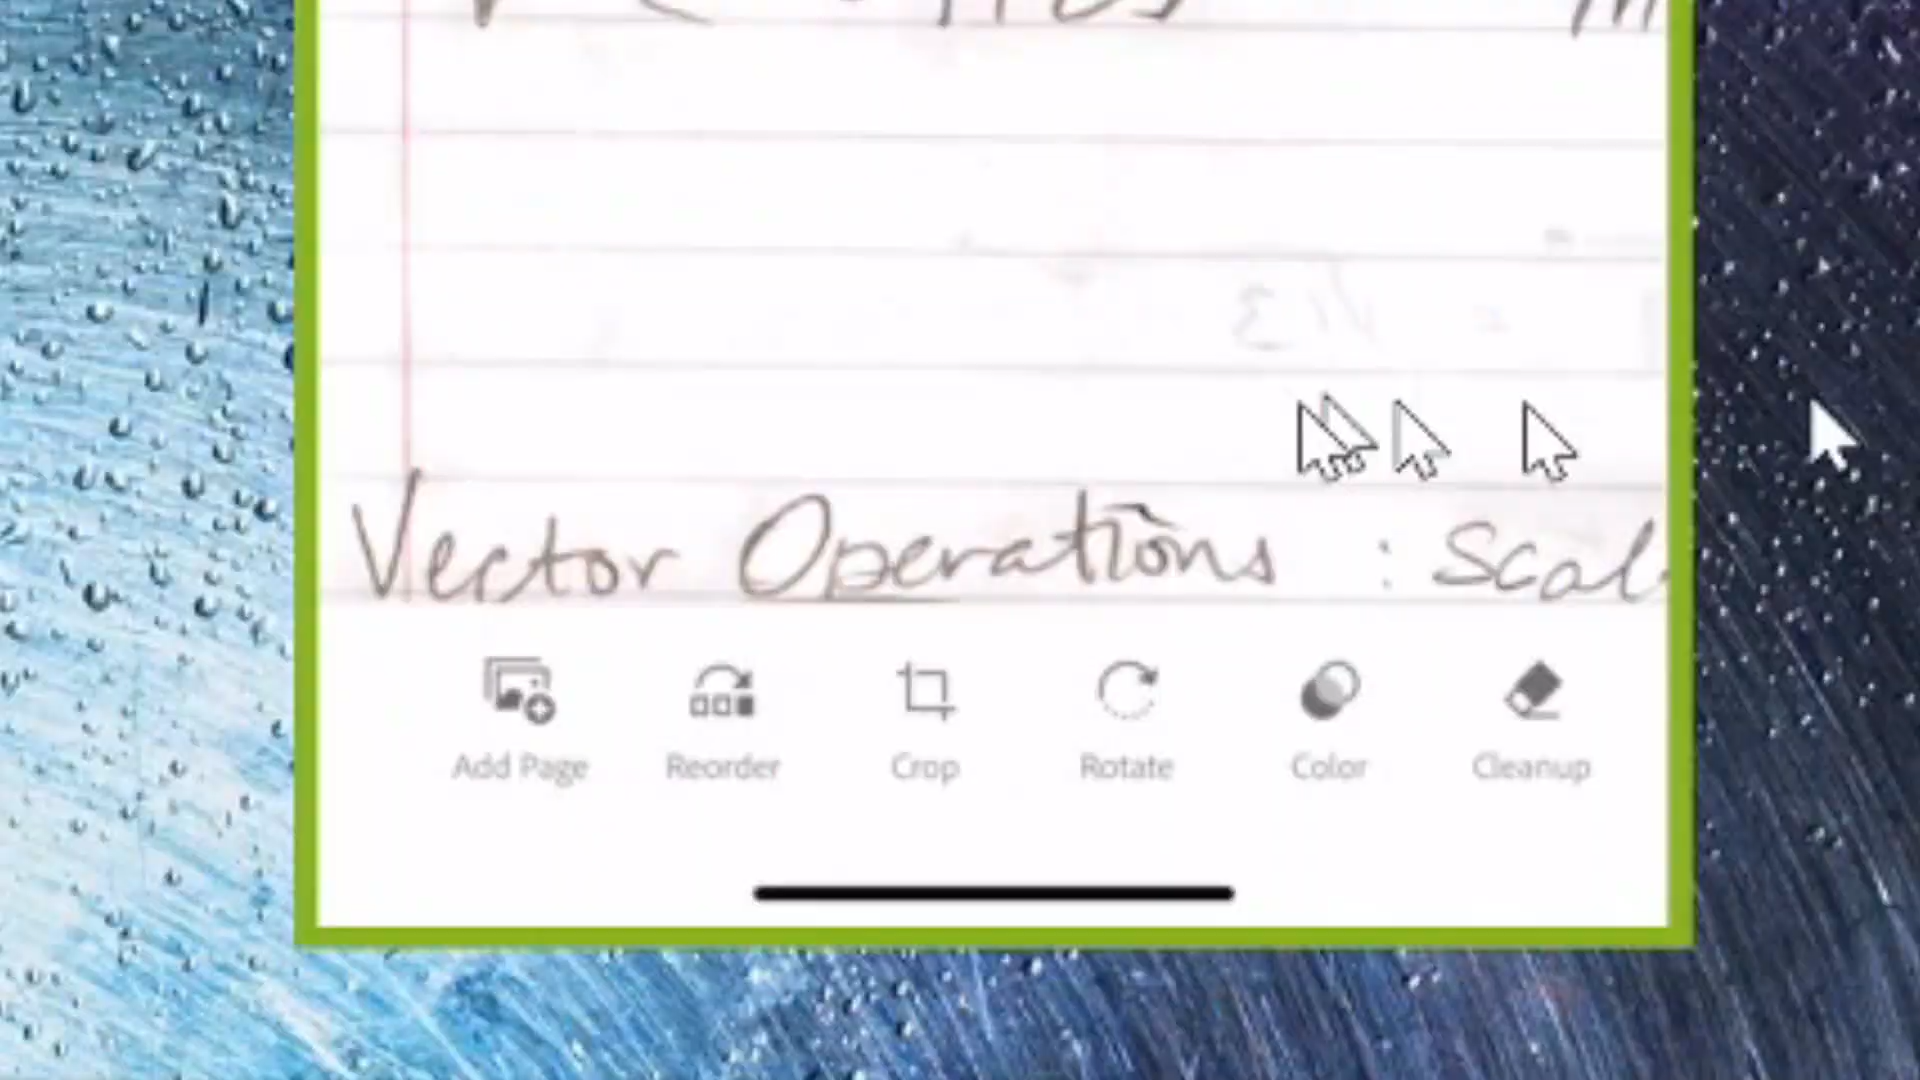 Vector Operations : Scal
Add Page Reorder Crop Rotate Color Cleanup